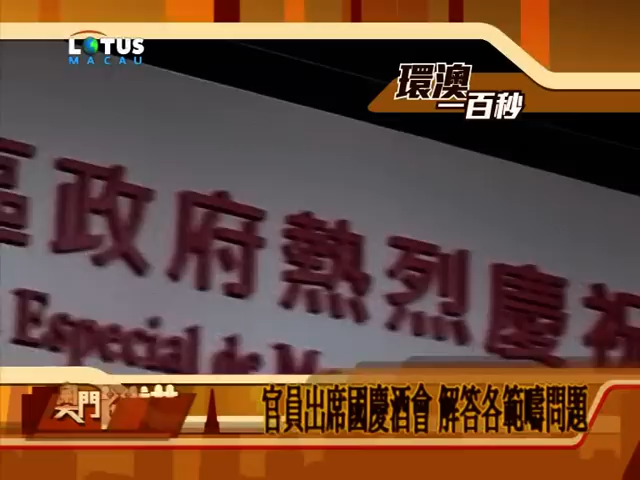 LOTUS
MACAU
環澳
一百秒
區政府熱烈慶祝
Especial de
澳門
官員出席國慶酒會 解答各範疇問題